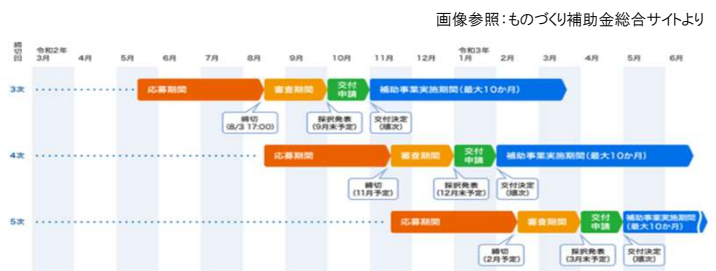 画像参照：ものづくり補助金総合サイトより
締切回
令和2年
3月 4月 5月 6月 7月 8月 9月 10月 11月 12月
令和3年
1月 2月 3月 4月 5月 6月
3次
応募期間
審査期間
交付
申請
補助事業実施期間（最大10か月）
締切
(8/3 17:00)
採択発表
(9月末予定)
交付決定
(順次)
4次
応募期間
審査期間
交付
申請
補助事業実施期間（最大10か月）
締切
(11月予定)
採択発表
(12月末予定)
交付決定
(順次)
5次
応募期間
審査期間
交付
申請
補助事業実施期間
(最大10か月)
締切
(2月予定)
採択発表
(3月末予定)
交付決定
(順次)